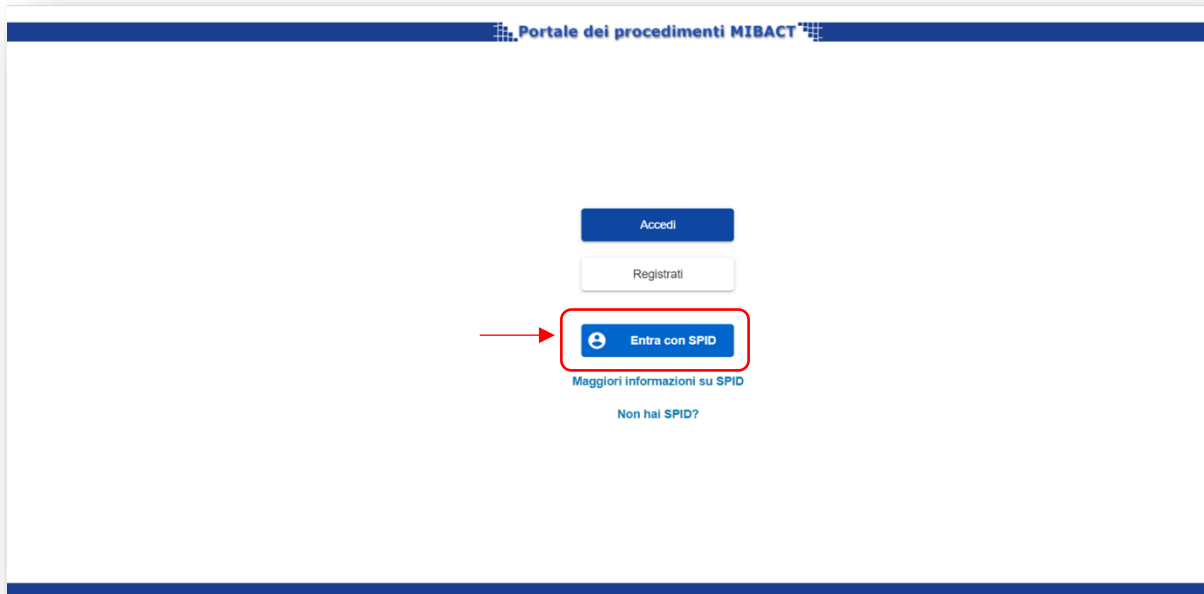 Portale dei procedimenti MIBACT
Accedi
Registrati
Entra con SPID
Maggiori informazioni su SPID
Non hai SPID?